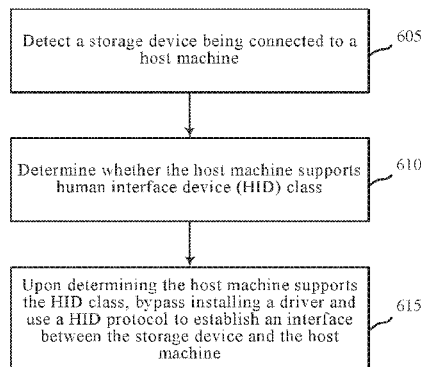 Detect a storage device being connected to a
host machine
605
Determine whether the host machine supports
human interface device (HID) class
610
Upon determining the host machine supports
the HID class, bypass installing a driver and
use a HID protocol to establish an interface
between the storage device and the host
machine
615